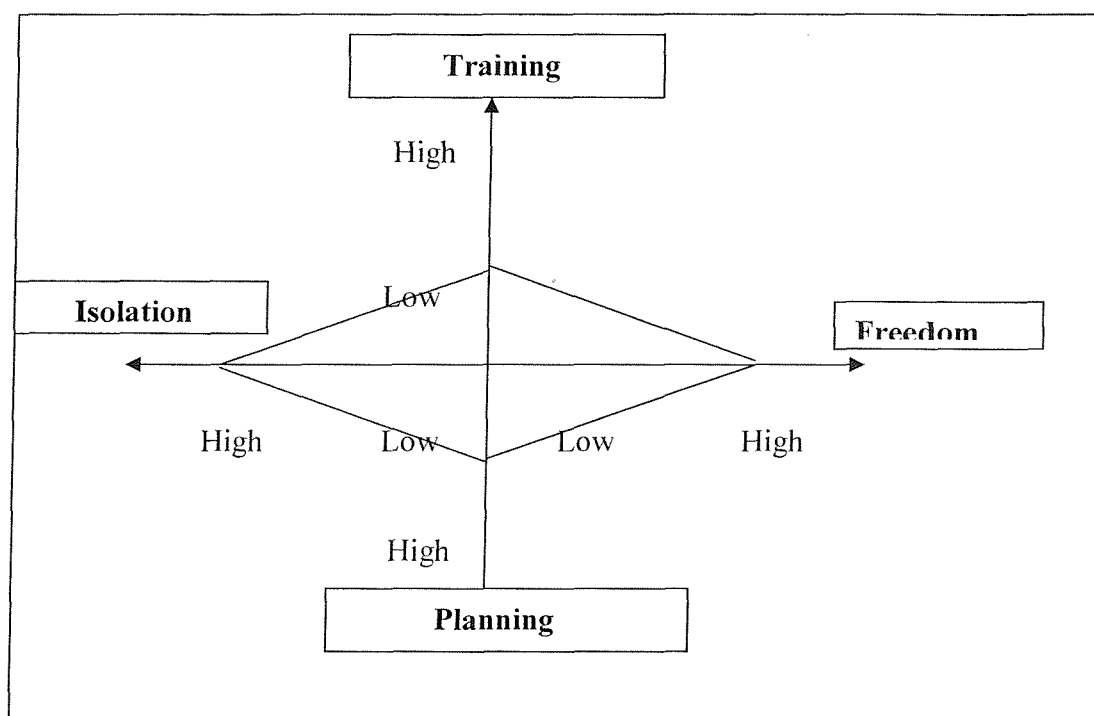 Training
High
Low
Isolation
Freedom
High
Low
Low
High
High
Planning